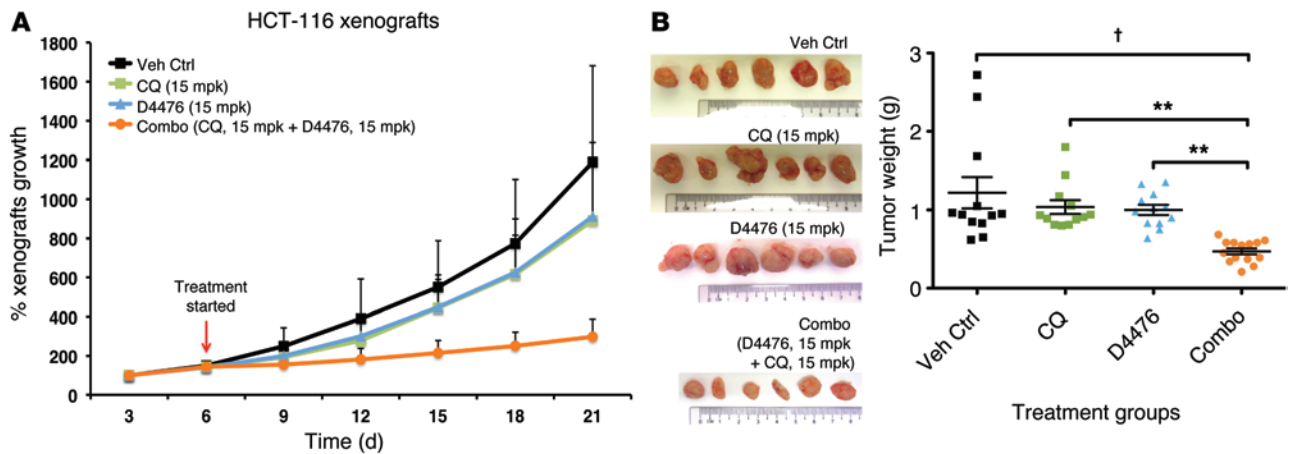 A
HCT-116 xenografts
% xenografts growth
1800
1600
1400
1200
1000
800
600
400
200
0
Veh Ctrl
CQ (15 mpk)
D4476 (15 mpk)
Combo (CQ, 15 mpk + D4476, 15 mpk)
Treatment
started
3 6 9 12 15 18 21
Time (d)
B
Veh Ctrl
CQ (15 mpk)
D4476 (15 mpk)
Combo
(D4476, 15 mpk
+ CQ, 15 mpk)
Tumor weight (g)
3
2
1
0
†
**
**
Veh Ctrl
CQ
D4476
Combo
Treatment groups